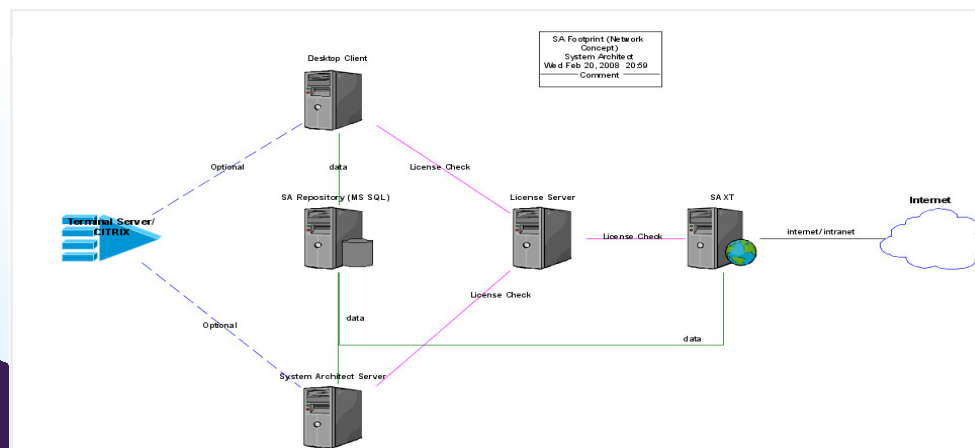 SA Footprint (Network
Concept)
System Architect
Wed Feb 20, 2008 20:59
Comment
Desktop Client
Optional
data
License Check
SA Repository (MS SQL)
License Server
SAXT
Internet
Terminal Server/
CITRIX
License Check
internet/intranet
License Check
Optional
data
data
System Architect Server